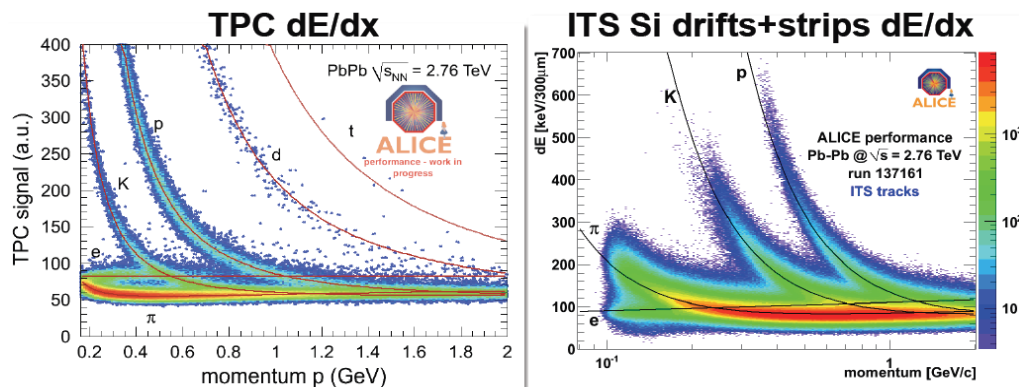 TPC dE/dx
400
350
300
250
200
150
100
50
0
TPC signal (a.u.)
PbPb √sNN = 2.76 TeV
ALICE
performance - work in
progress
p
K
e
π
d
t
0.2 0.4 0.6 0.8 1 1.2 1.4 1.6 1.8 2
momentum p (GeV)
ITS Si drifts+strips dE/dx
700
600
500
400
300
200
100
0
dE [keV/300μm]
K
p
π
e
ALICE
ALICE performance
Pb-Pb @ √s = 2.76 TeV
run 137161
ITS tracks
10
10⁻¹
1
momentum [GeV/c]